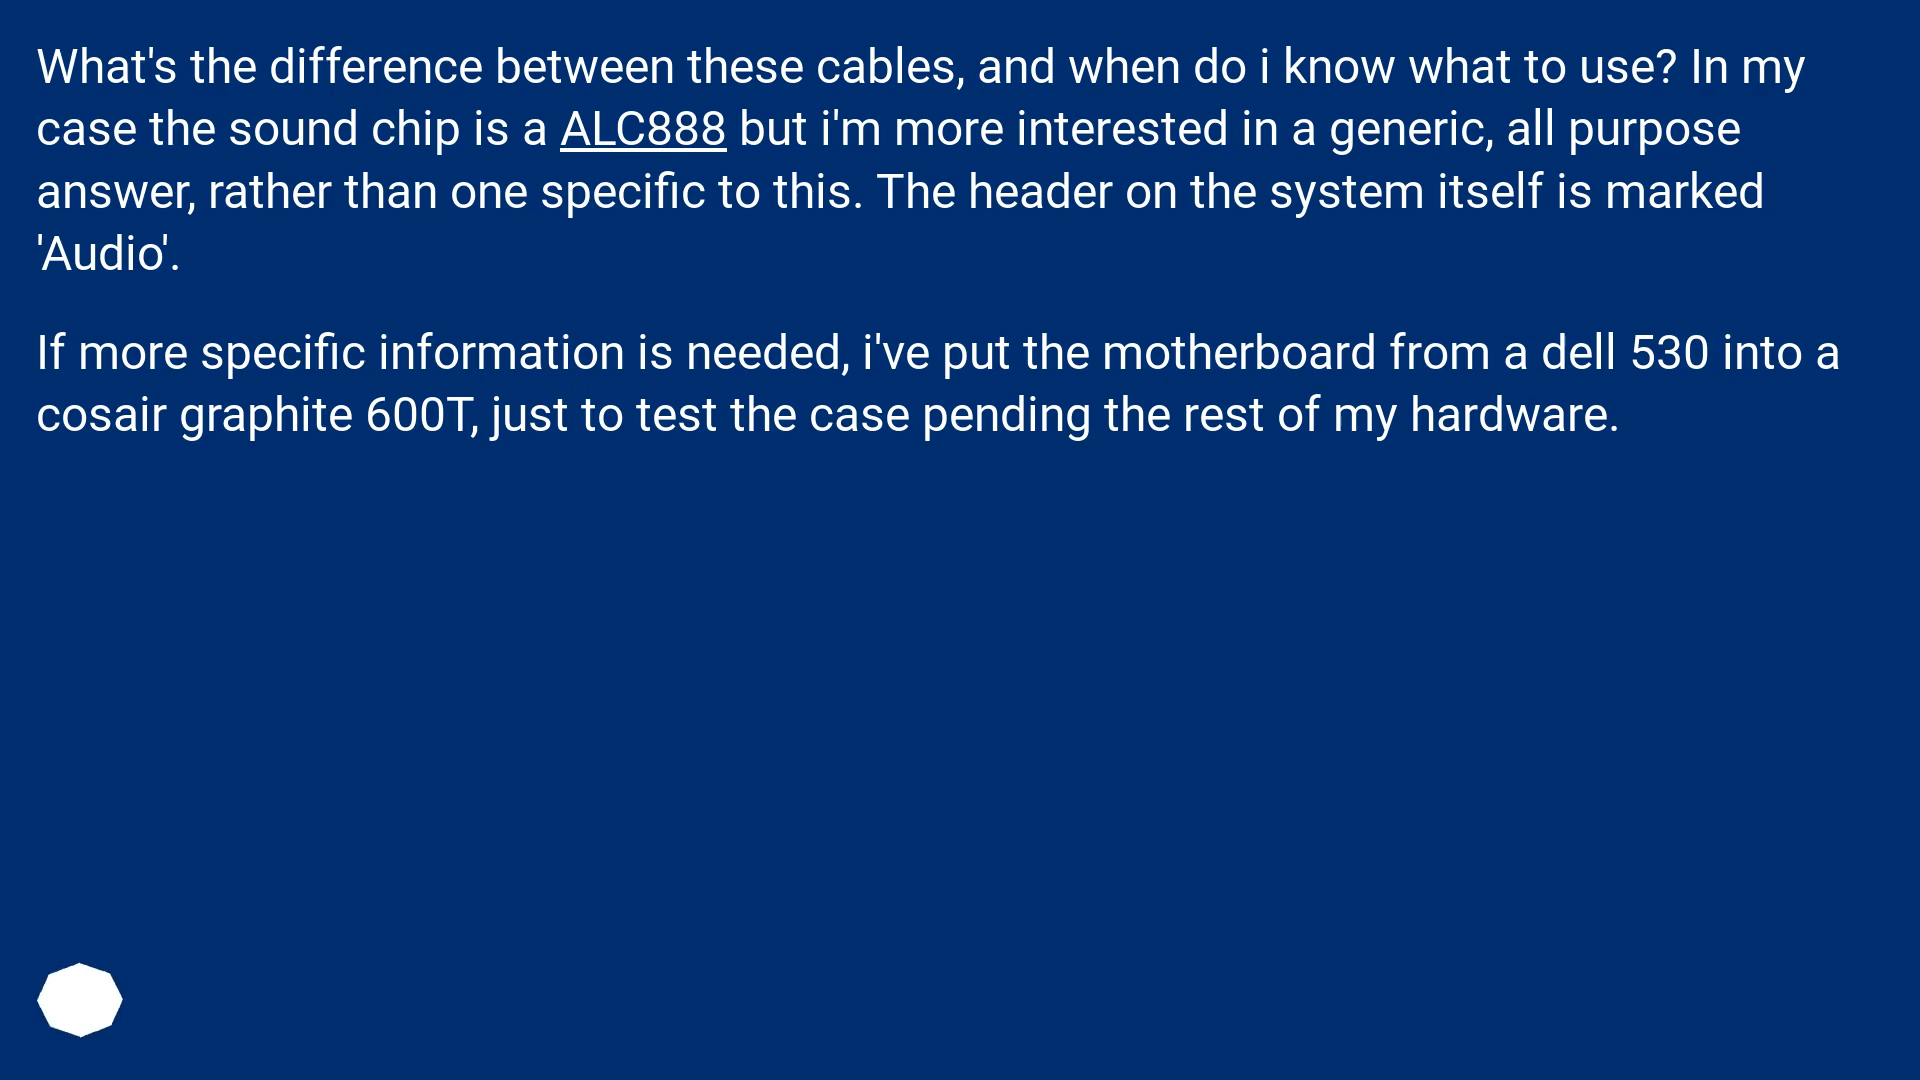 What's the difference between these cables, and when do i know what to use? In my
case the sound chip is a ALC888 but i'm more interested in a generic, all purpose
answer, rather than one specific to this. The header on the system itself is marked
'Audio'.
If more specific information is needed, i've put the motherboard from a dell 530 into a
cosair graphite 600T, just to test the case pending the rest of my hardware.